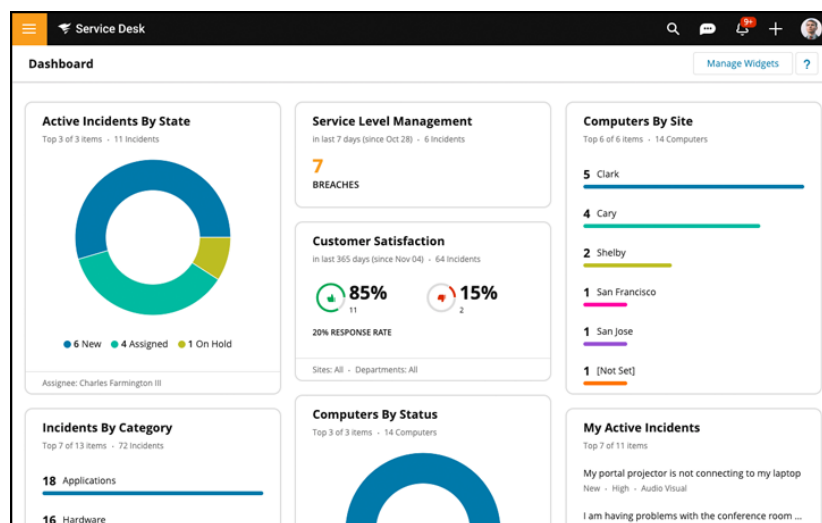 Service Desk
9+
Dashboard
Manage Widgets
?
Active Incidents By State
Top 3 of 3 items - 11 Incidents
6 New 4 Assigned 1 On Hold
Assignee: Charles Farmington III
Service Level Management
in last 7 days (since Oct 28) - 6 Incidents
7
BREACHES
Customer Satisfaction
in last 365 days (since Nov 04) - 64 Incidents
85% 15%
11 2
20% RESPONSE RATE
Sites: All - Departments: All
Computers By Site
Top 6 of 6 items - 14 Computers
5 Clark
4 Cary
2 Shelby
1 San Francisco
1 San Jose
1 [Not Set]
Incidents By Category
Top 7 of 13 items - 72 Incidents
18 Applications
16 Hardware
Computers By Status
Top 3 of 3 items - 14 Computers
My Active Incidents
Top 7 of 11 items
My portal projector is not connecting to my laptop
New - High - Audio Visual
I am having problems with the conference room ...